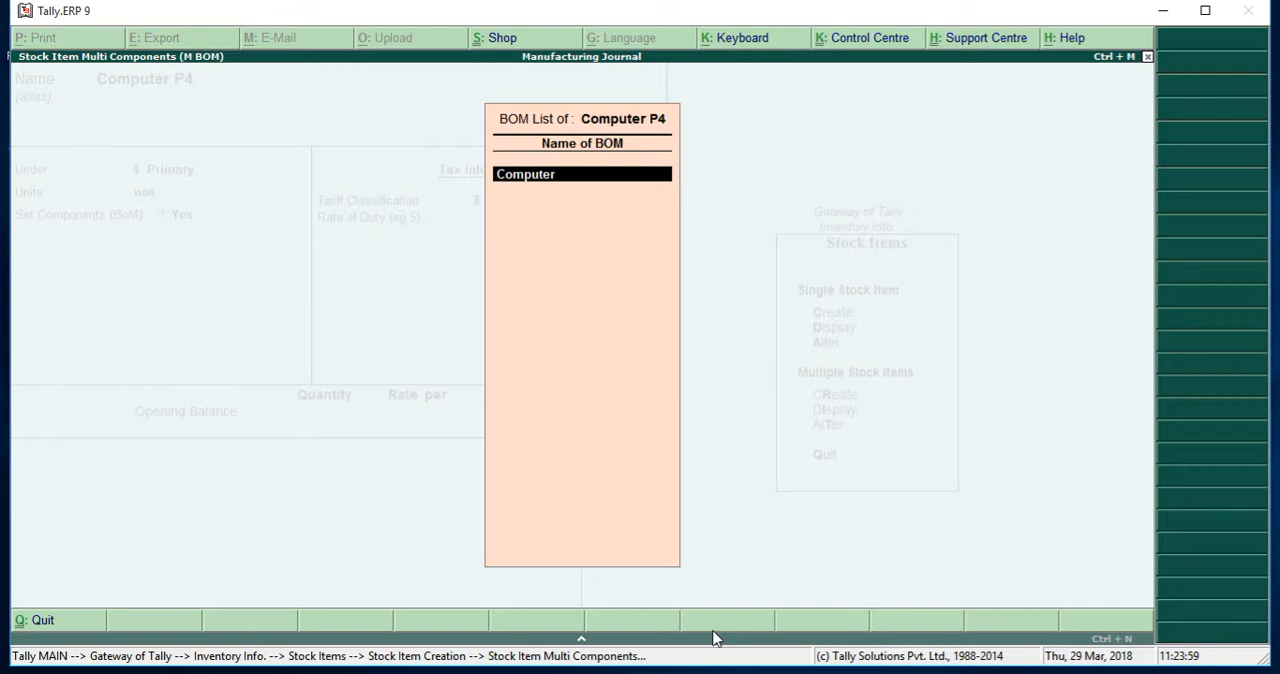 Tally.ERP 9
P: Print E: Export M: E-Mail O: Upload S: Shop G: Language K: Keyboard K: Control Centre H: Support Centre H: Help
Stock Item Multi Components (M BOM) Manufacturing Journal Ctrl + M
Name Computer P4
(alias)
Under Primary
Units nos
Set Components (BoM) ? Yes
Tariff Classification
Rate of Duty (eg 5)
Quantity Rate per
Opening Balance
BOM List of : Computer P4
Name of BOM
Computer
Gateway of Tally ...
Inventory Info. ...
Stock Items
Single Stock Item
Create
Display
Alter
Multiple Stock Items
CReate
DIsplay
AlTer
Quit
Q: Quit
Ctrl + N
Tally MAIN --> Gateway of Tally --> Inventory Info. --> Stock Items --> Stock Item Creation --> Stock Item Multi Components... (c) Tally Solutions Pvt. Ltd., 1988-2014 Thu, 29 Mar, 2018 11:23:59